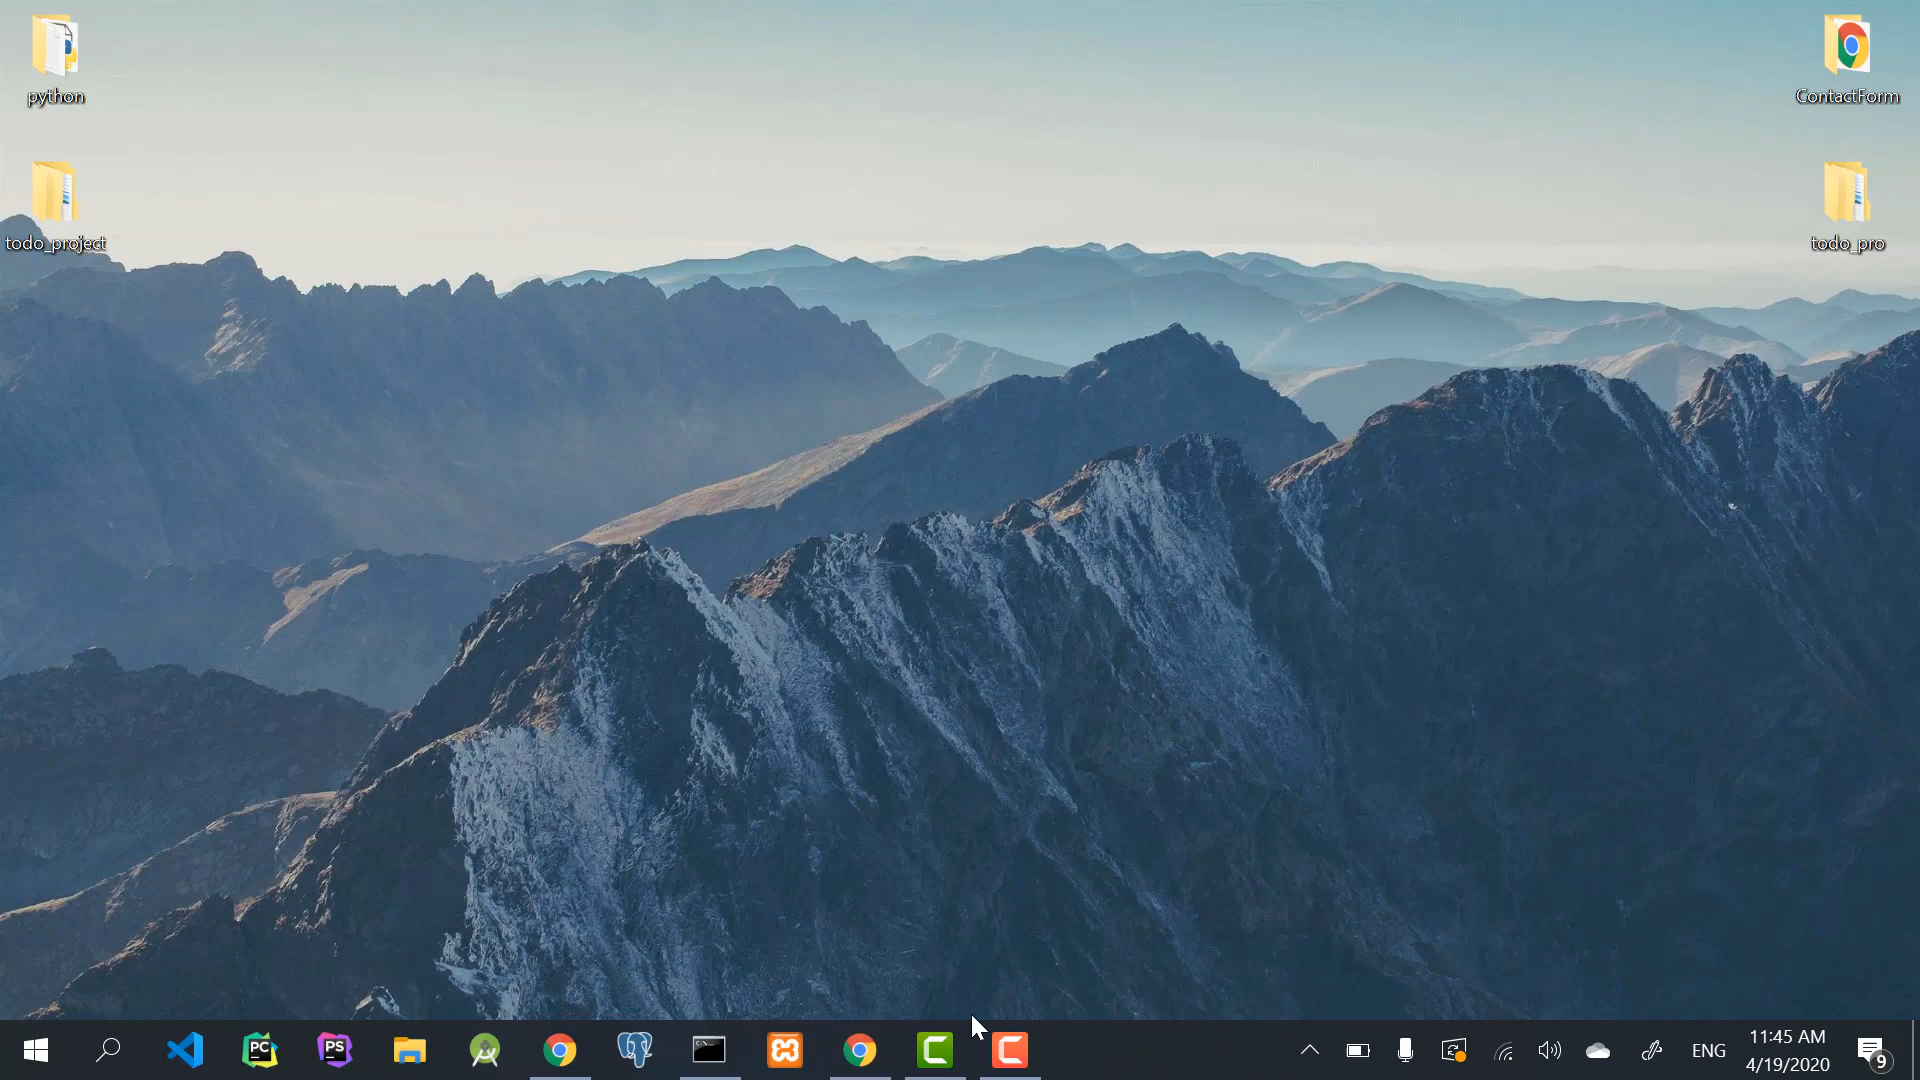 python
ContactForm
todo_project
todo_pro
PC
PS
ENG
11:45 AM
4/19/2020
9